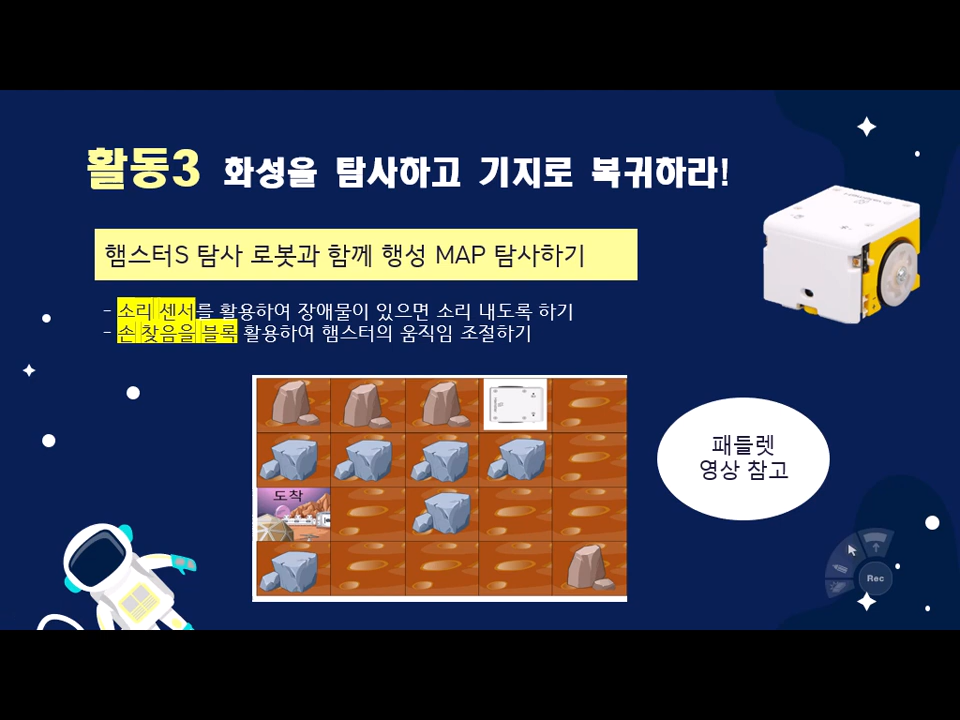 활동3 화성을 탐사하고 기지로 복귀하라!
햄스터S 탐사 로봇과 함께 행성 MAP 탐사하기
- 소리 센서를 활용하여 장애물이 있으면 소리 내도록 하기
- 손 찾음을 블록 활용하여 햄스터의 움직임 조절하기
도착
패들렛
영상 참고
Rec